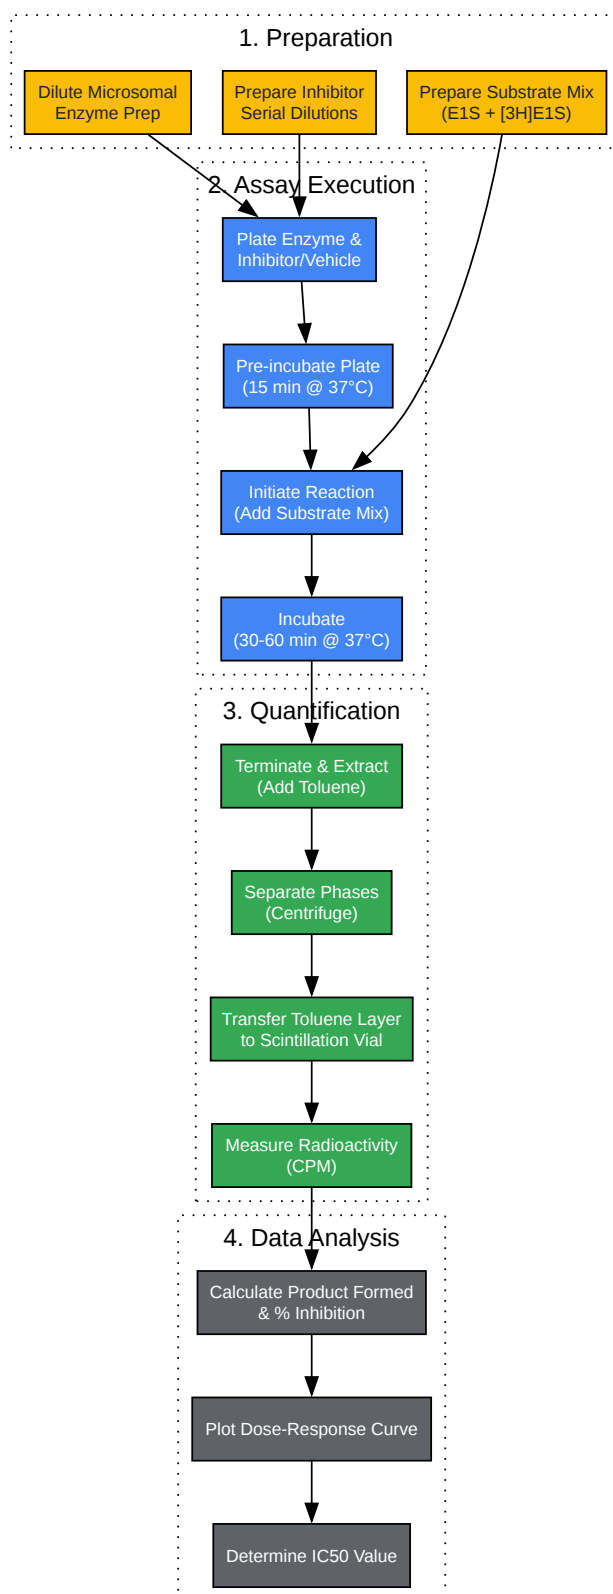 1. Preparation
Dilute Microsomal
Enzyme Prep
Prepare Inhibitor
Serial Dilutions
Prepare Substrate Mix
(E1S + [3H]E1S)
2. Assay Execution
Plate Enzyme &
Inhibitor/Vehicle
Pre-incubate Plate
(15 min @ 37°C)
Initiate Reaction
(Add Substrate Mix)
Incubate
(30-60 min @ 37°C)
3. Quantification
Terminate & Extract
(Add Toluene)
Separate Phases
(Centrifuge)
Transfer Toluene Layer
to Scintillation Vial
Measure Radioactivity
(CPM)
4. Data Analysis
Calculate Product Formed
& % Inhibition
Plot Dose-Response Curve
Determine IC50 Value